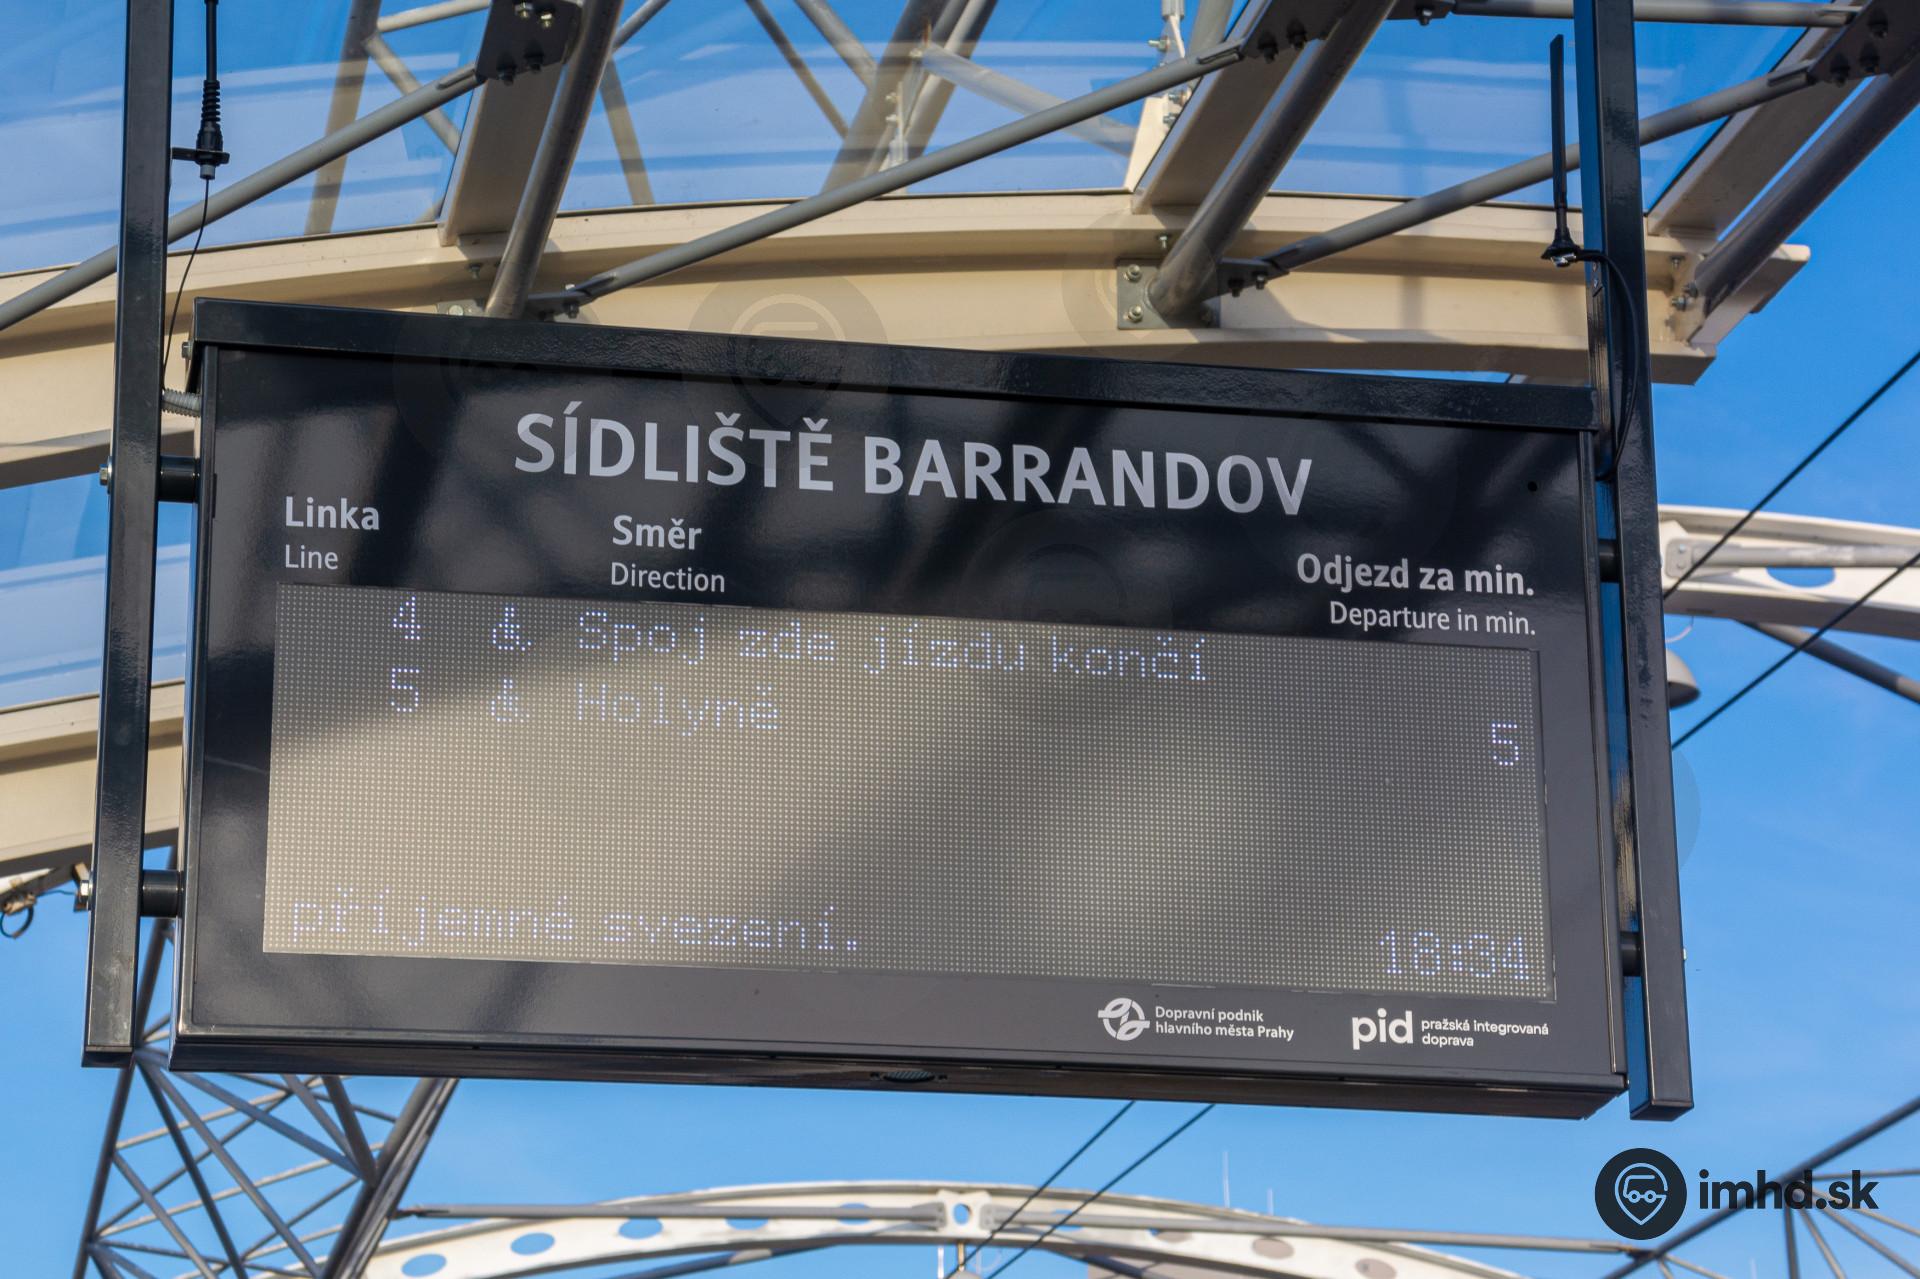 SÍDLIŠTĚ BARRANDOV
Linka
Line
Směr
Direction
Odjezd za min.
Departure in min.
4 Spoj zde jízdu končí
5 Holyně 5
příjemné svezení. 18:34
Dopravní podnik
hlavního města Prahy
pid pražská integrovaná
doprava
imhd.sk